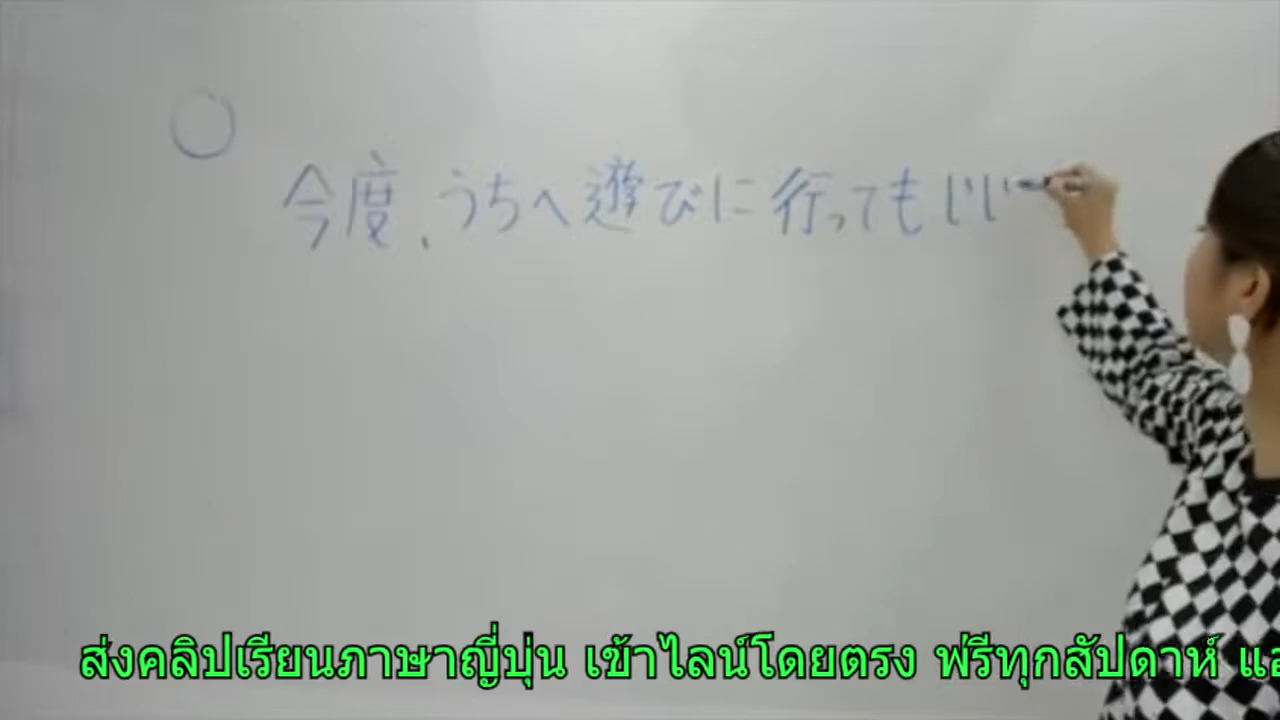 今度、うちへ遊びに行ってもいい
ส่งคลิปเรียนภาษาญี่ปุ่น เข้าไลน์โดยตรง ฟรีทุกสัปดาห์